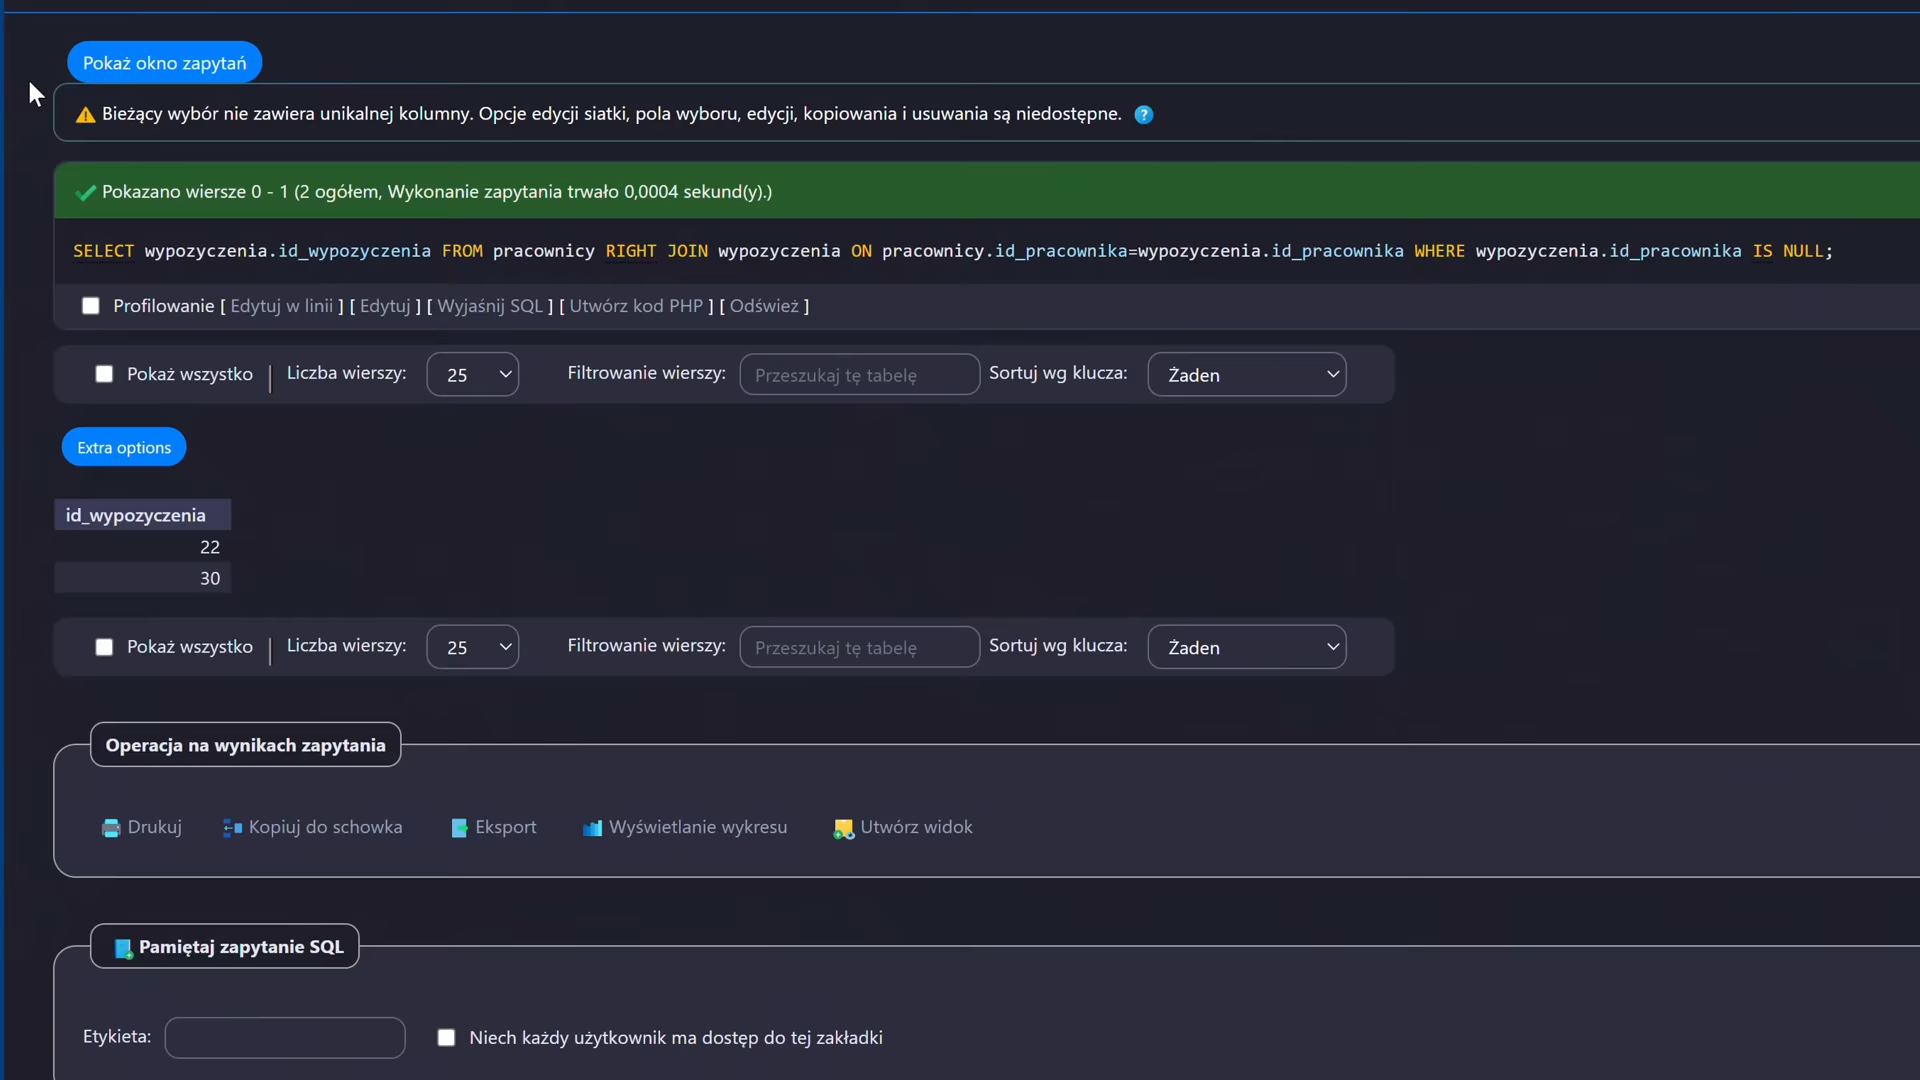 Pokaż okno zapytań
Bieżący wybór nie zawiera unikalnej kolumny. Opcje edycji siatki, pola wyboru, edycji, kopiowania i usuwania są niedostępne.
Pokazano wiersze 0 - 1 (2 ogółem, Wykonanie zapytania trwało 0,0004 sekund(y).)
SELECT wypozyczenia.id_wypozyczenia FROM pracownicy RIGHT JOIN wypozyczenia ON pracownicy.id_pracownika=wypozyczenia.id_pracownika WHERE wypozyczenia.id_pracownika IS NULL;
Profilowanie [ Edytuj w linii ] [ Edytuj ] [ Wyjaśnij SQL ] [ Utwórz kod PHP ] [ Odśwież ]
Pokaż wszystko | Liczba wierszy: 25 Filtrowanie wierszy: Przeszukaj tę tabelę Sortuj wg klucza: Żaden
Extra options
id_wypozyczenia
22
30
Pokaż wszystko | Liczba wierszy: 25 Filtrowanie wierszy: Przeszukaj tę tabelę Sortuj wg klucza: Żaden
Operacja na wynikach zapytania
Drukuj Kopiuj do schowka Eksport Wyświetlanie wykresu Utwórz widok
Pamiętaj zapytanie SQL
Etykieta: Niech każdy użytkownik ma dostęp do tej zakładki